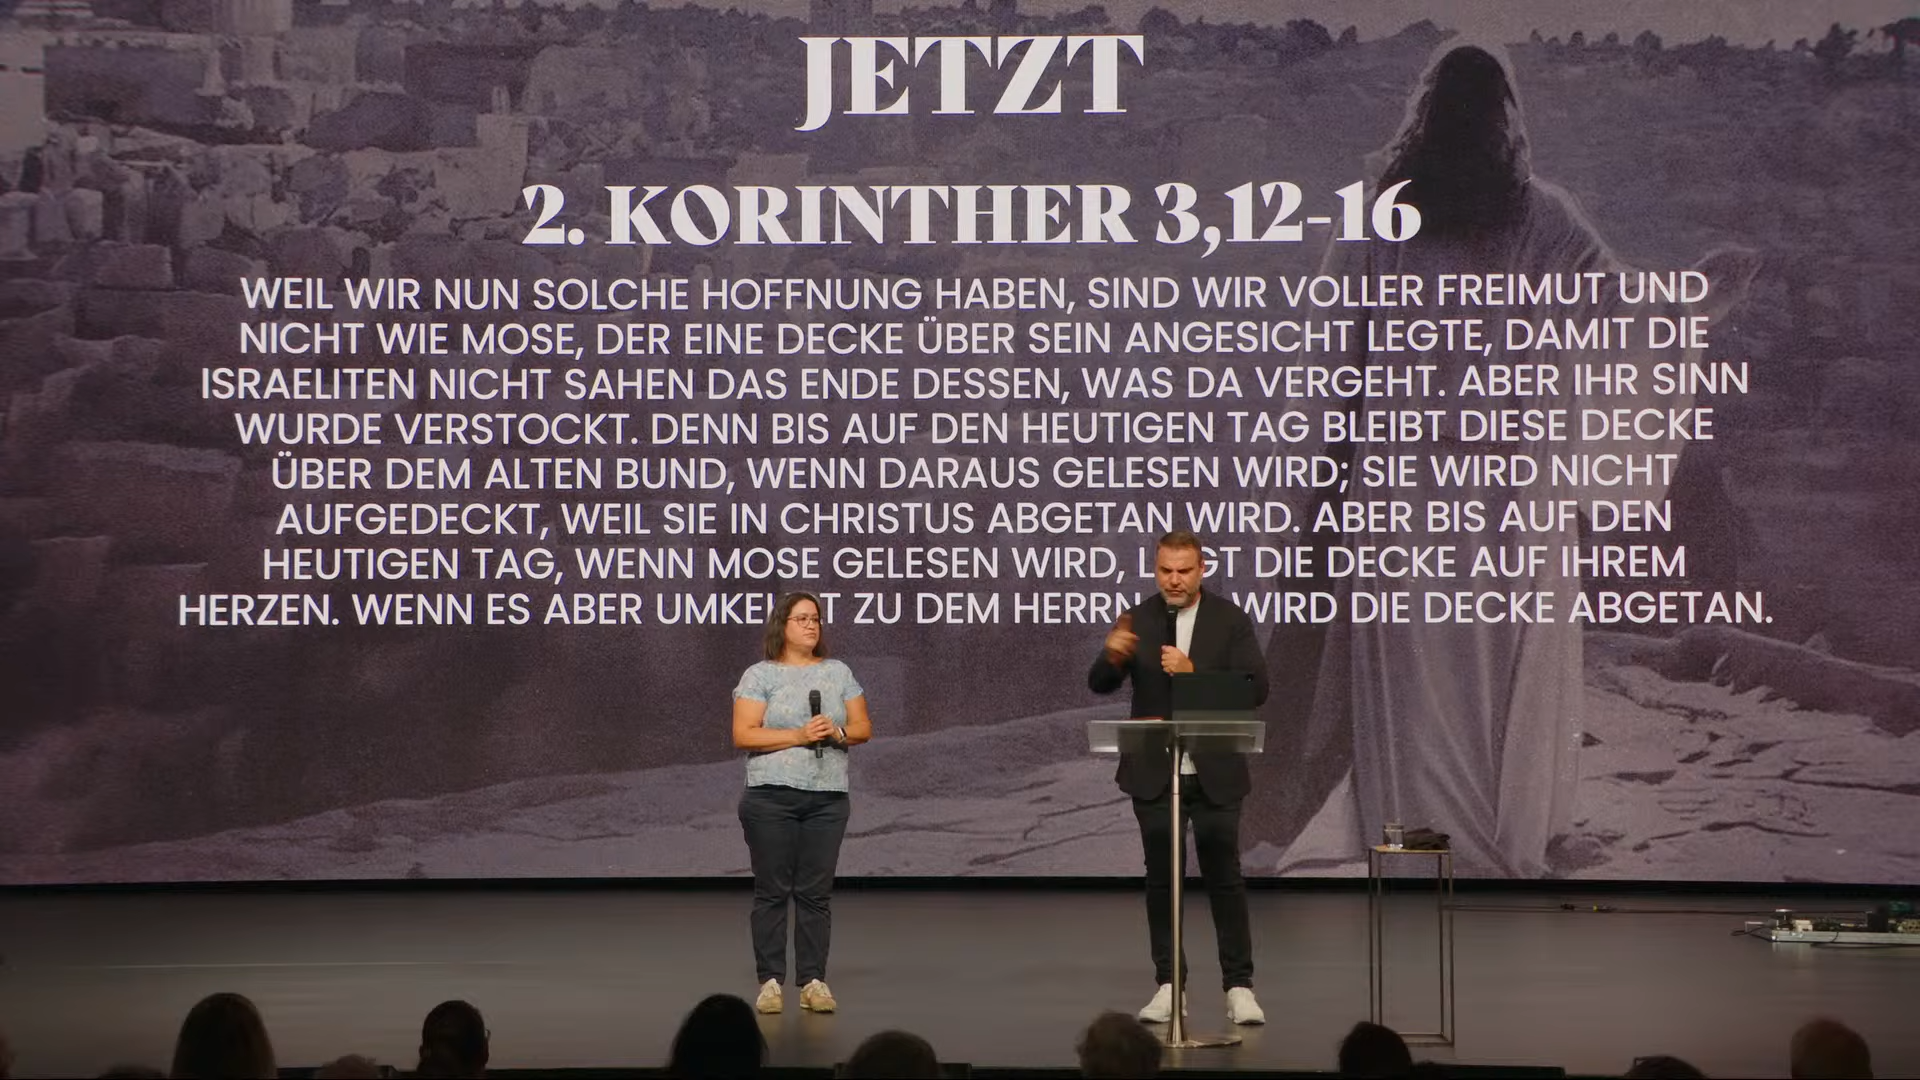 JETZT
2. KORINTHER 3,12-16
WEIL WIR NUN SOLCHE HOFFNUNG HABEN, SIND WIR VOLLER FREIMUT UND
NICHT WIE MOSE, DER EINE DECKE ÜBER SEIN ANGESICHT LEGTE, DAMIT DIE
ISRAELITEN NICHT SAHEN DAS ENDE DESSEN, WAS DA VERGEHT. ABER IHR SINN
WURDE VERSTOCKT. DENN BIS AUF DEN HEUTIGEN TAG BLEIBT DIESE DECKE
ÜBER DEM ALTEN BUND, WENN DARAUS GELESEN WIRD; SIE WIRD NICHT
AUFGEDECKT, WEIL SIE IN CHRISTUS ABGETAN WIRD. ABER BIS AUF DEN
HEUTIGEN TAG, WENN MOSE GELESEN WIRD, DIE DECKE AUF IHREM
HERZEN. WENN ES ABER ZU DEM HERRN WIRD DIE DECKE ABGETAN.